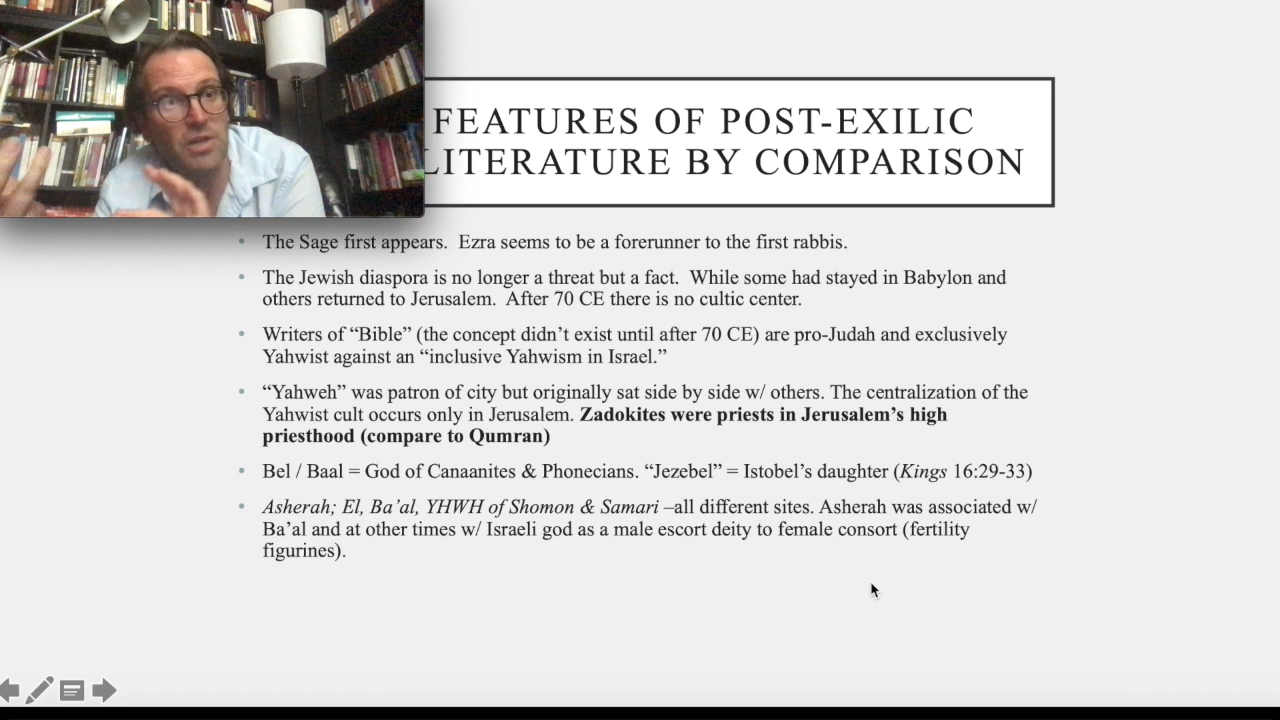 FEATURES OF POST-EXILIC
LITERATURE BY COMPARISON
• The Sage first appears.  Ezra seems to be a forerunner to the first rabbis.
• The Jewish diaspora is no longer a threat but a fact.  While some had stayed in Babylon and
others returned to Jerusalem.  After 70 CE there is no cultic center.
• Writers of “Bible” (the concept didn’t exist until after 70 CE) are pro-Judah and exclusively
Yahwist against an “inclusive Yahwism in Israel.”
• “Yahweh” was patron of city but originally sat side by side w/ others. The centralization of the
Yahwist cult occurs only in Jerusalem. Zadokites were priests in Jerusalem’s high
priesthood (compare to Qumran)
• Bel / Baal = God of Canaanites & Phonecians. “Jezebel” = Istobel’s daughter (Kings 16:29-33)
• Asherah; El, Ba’al, YHWH of Shomon & Samari –all different sites. Asherah was associated w/
Ba’al and at other times w/ Israeli god as a male escort deity to female consort (fertility
figurines).